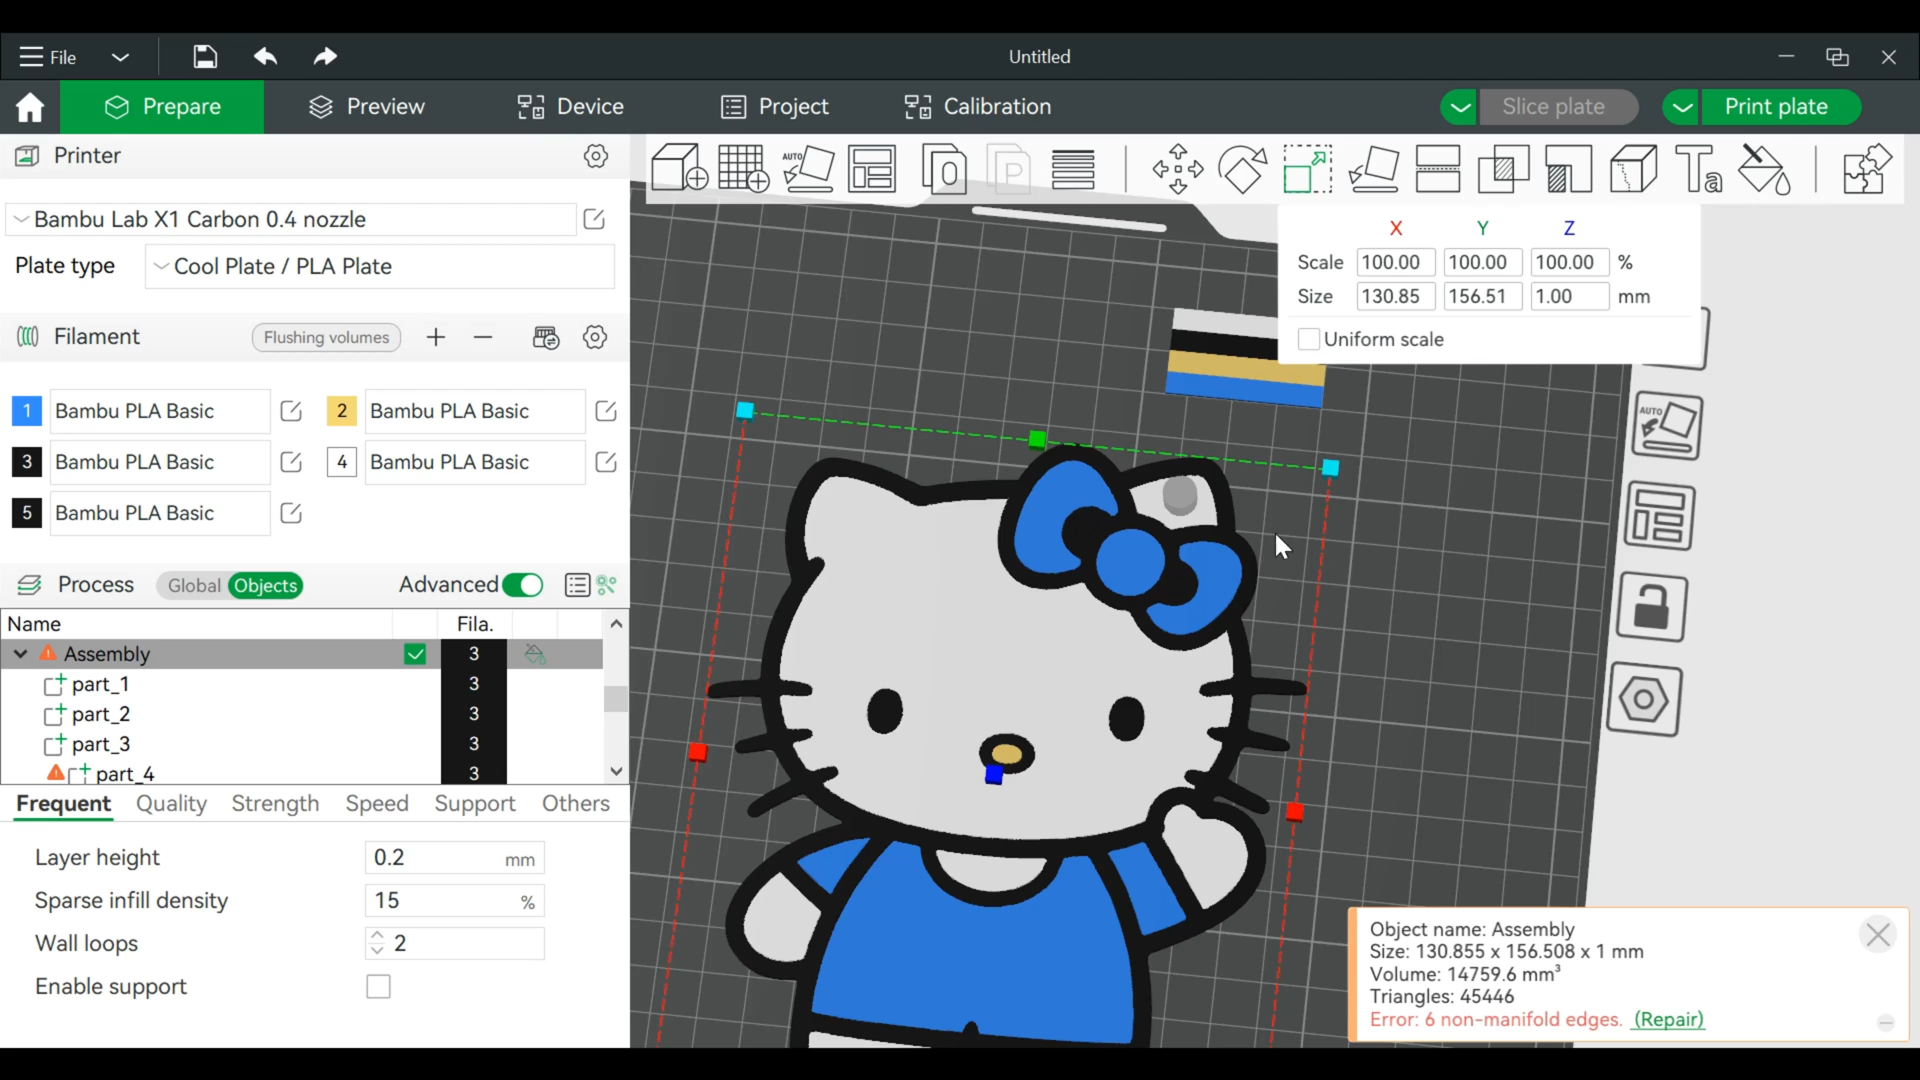 File
Untitled
Prepare
Preview
Device
Project
Calibration
Slice plate
Print plate
Printer
Bambu Lab X1 Carbon 0.4 nozzle
Plate type
Cool Plate / PLA Plate
Filament
Flushing volumes
1 Bambu PLA Basic
2 Bambu PLA Basic
3 Bambu PLA Basic
4 Bambu PLA Basic
5 Bambu PLA Basic
Process
Global
Objects
Advanced
Name
Fila.
Assembly 3
part_1 3
part_2 3
part_3 3
part_4 3
Frequent
Quality
Strength
Speed
Support
Others
Layer height 0.2 mm
Sparse infill density 15 %
Wall loops 2
Enable support
AUTO
O
P
Ta
X Y Z
Scale 100.00 100.00 100.00 %
Size 130.85 156.51 1.00 mm
Uniform scale
AUTO
Object name: Assembly
Size: 130.855 x 156.508 x 1 mm
Volume: 14759.6 mm³
Triangles: 45446
Error: 6 non-manifold edges. (Repair)